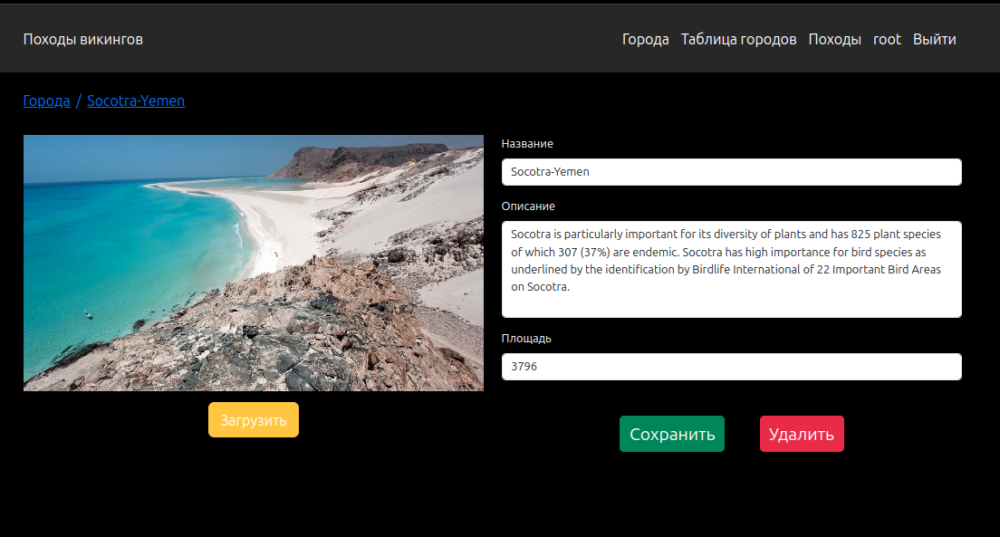 Походы викингов
Города Таблица городов Походы root Выйти
Города / Socotra-Yemen
Название
Socotra-Yemen
Описание
Socotra is particularly important for its diversity of plants and has 825 plant species
of which 307 (37%) are endemic. Socotra has high importance for bird species as
underlined by the identification by Birdlife International of 22 Important Bird Areas
on Socotra.
Площадь
3796
Загрузить
Сохранить Удалить